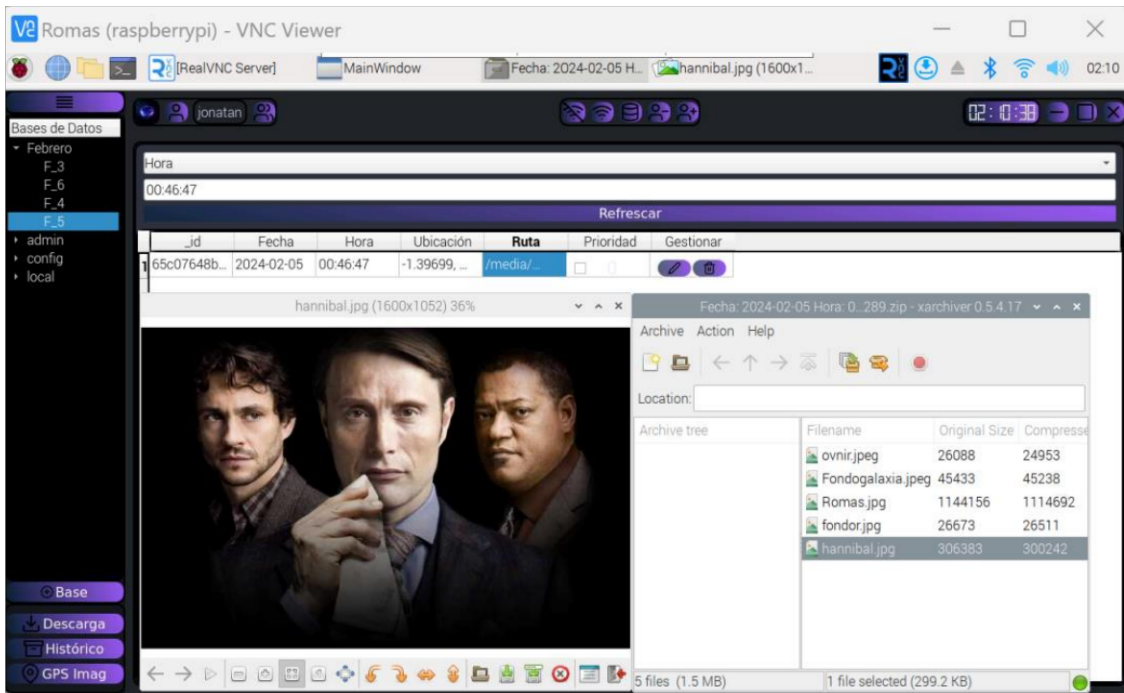 Romas (raspberrypi) - VNC Viewer
[RealVNC Server] MainWindow Fecha: 2024-02-05 H... hannibal.jpg (1600x1... 02:10
jonatan 02:10:38
Bases de Datos
Febrero
F_3
F_6
F_4
F_5
admin
config
local
Hora
00:46:47
Refrescar
_id Fecha Hora Ubicación Ruta Prioridad Gestionar
1 65c07648b... 2024-02-05 00:46:47 -1.39699, ... /media/... 0
hannibal.jpg (1600x1052) 36%
Fecha: 2024-02-05 Hora: 0...289.zip - xarchiver 0.5.4.17
Archive Action Help
Location:
Archive tree Filename Original Size Compresse
ovnir.jpeg 26088 24953
Fondogalaxia.jpeg 45433 45238
Romas.jpg 1144156 1114692
fondor.jpg 26673 26511
hannibal.jpg 306383 300242
5 files (1.5 MB) 1 file selected (299.2 KB)
Base
Descarga
Histórico
GPS Imag